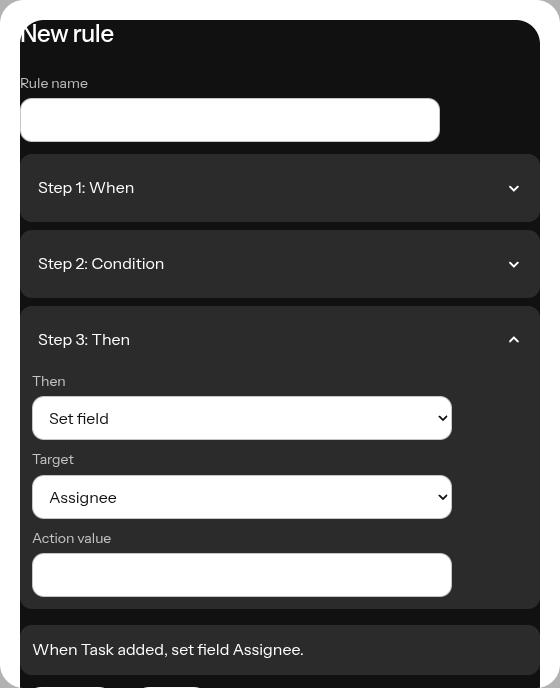 New rule
Rule name
Step 1: When
Step 2: Condition
Step 3: Then
Then
Set field
Target
Assignee
Action value
When Task added, set field Assignee.